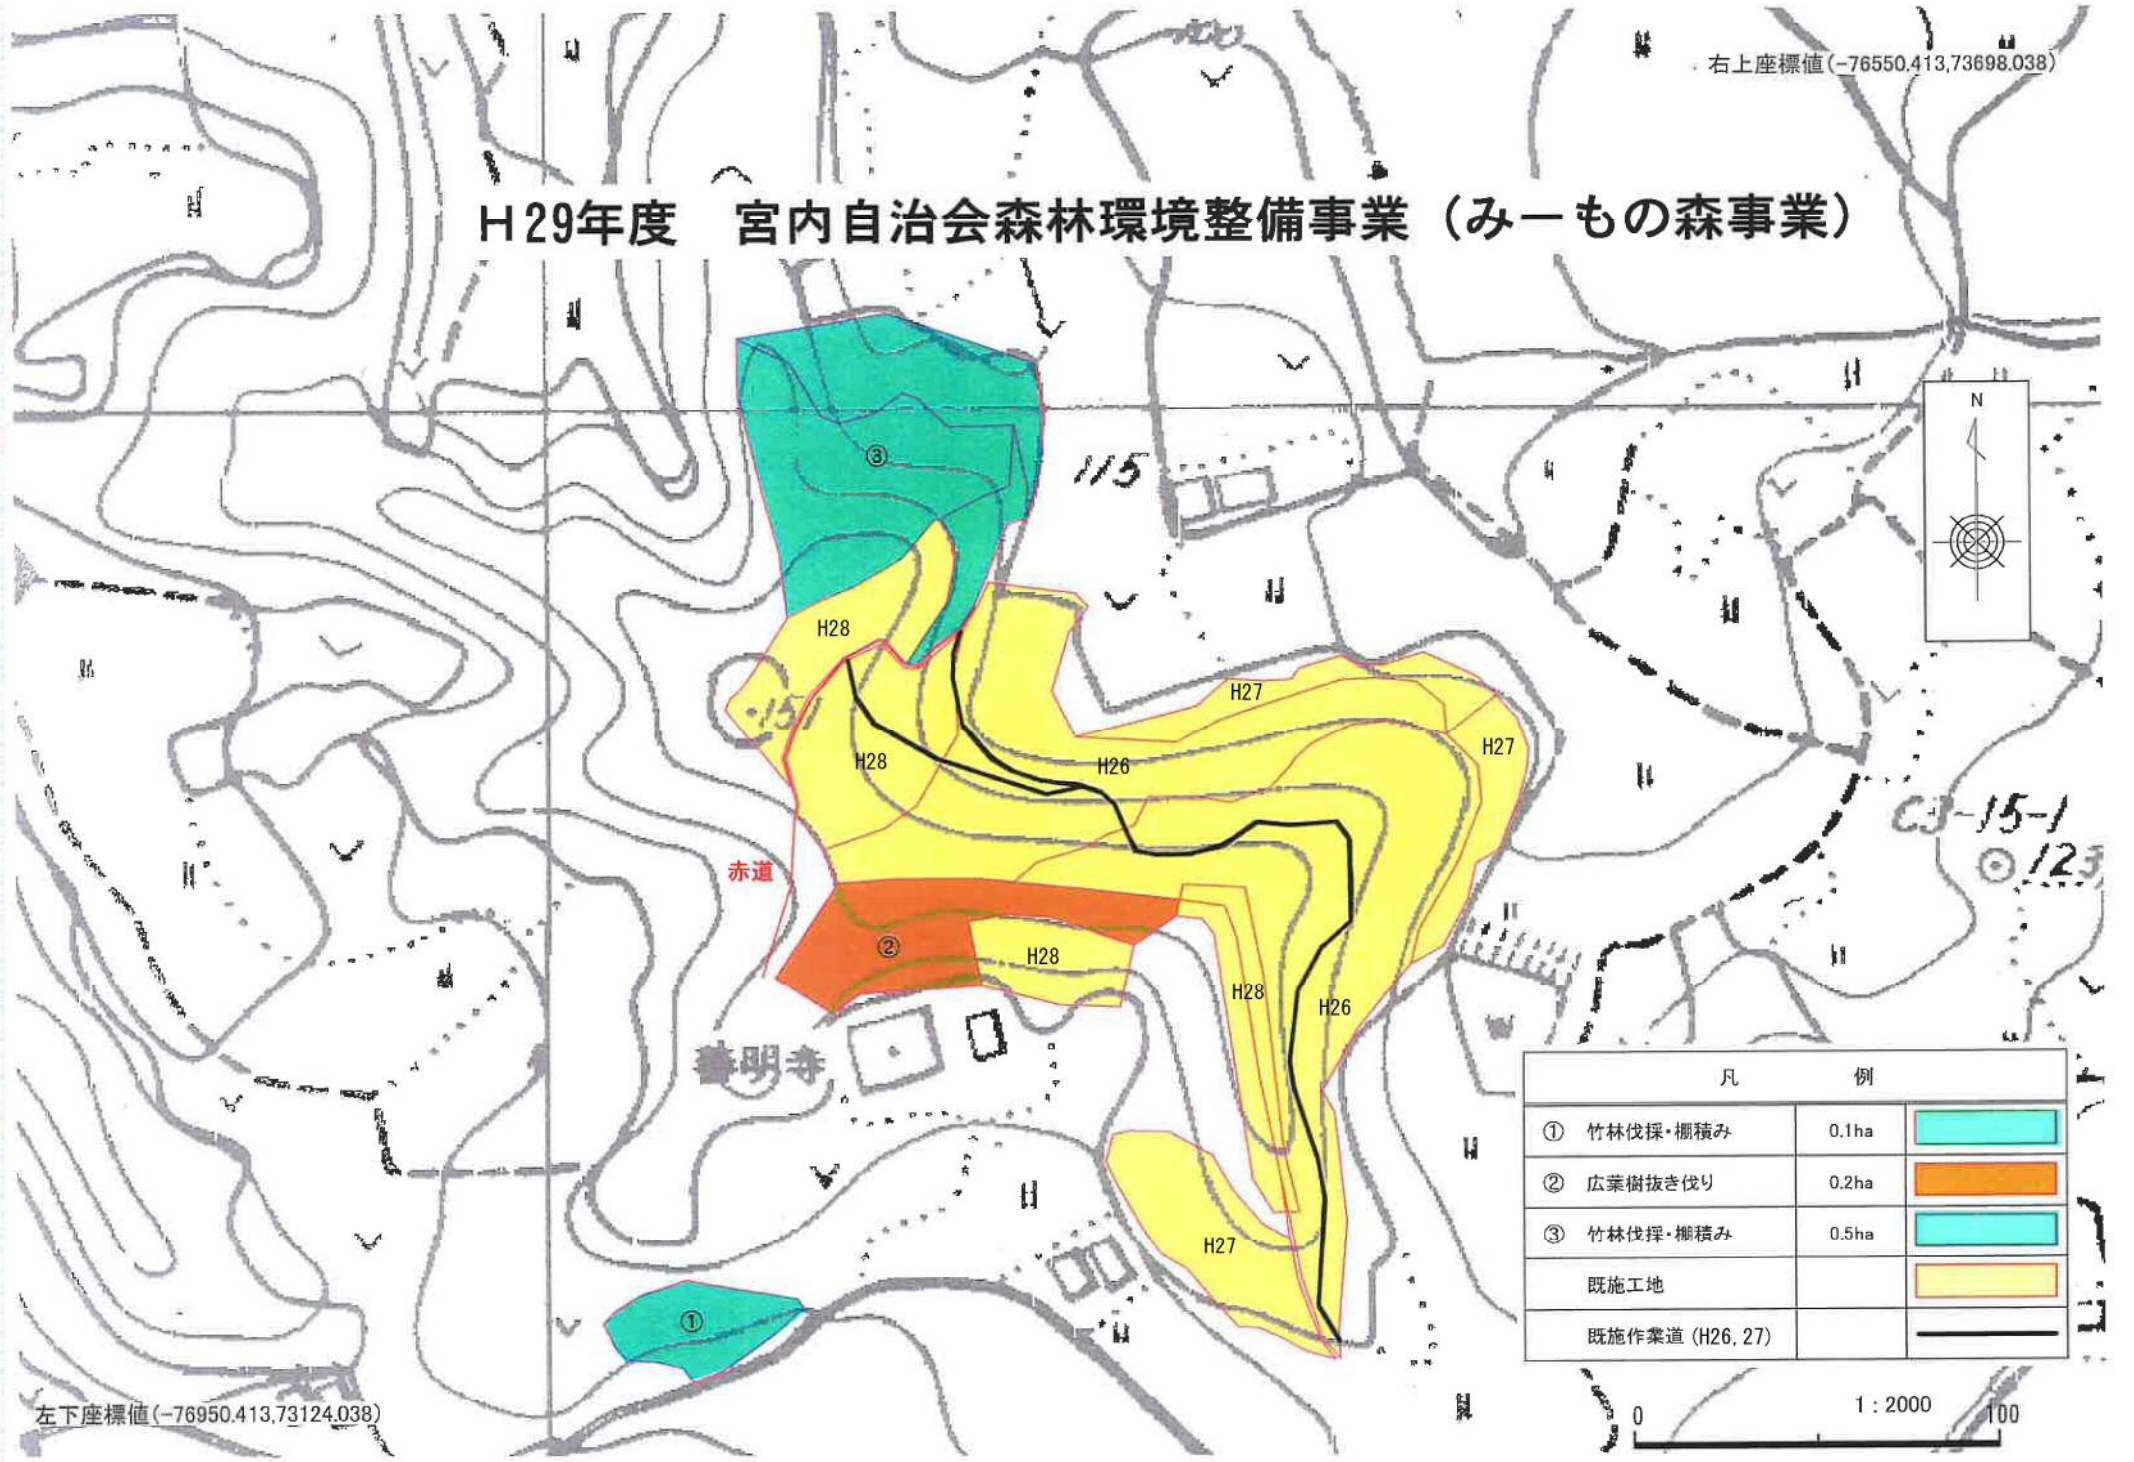 右上座標値(-76550.413,73698.038)
H29年度　宮内自治会森林環境整備事業（みーもの森事業）
N
③
115
H28
・151
H27
H28
H26
H27
C3-15-1
123
赤道
②
H28
H28
H26
明寺
凡　例
① 竹林伐採・棚積み 0.1ha
② 広葉樹抜き伐り 0.2ha
③ 竹林伐採・棚積み 0.5ha
既施工地
既施作業道 (H26, 27)
H27
①
左下座標値(-76950.413,73124.038)
1：2000
0 100